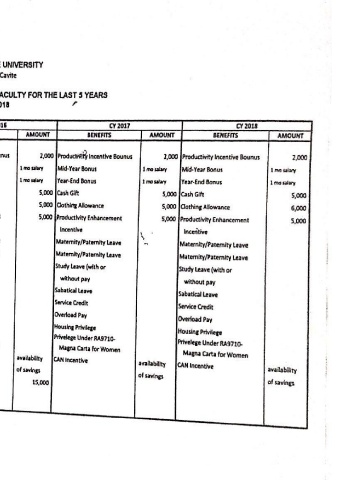 UNIVERSITY
Cavite
ACULTY FOR THE LAST 5 YEARS
018
16 CY 2017 CY 2018
AMOUNT BENEFITS AMOUNT BENEFITS AMOUNT
nus 2,000 Productivity Incentive Bounus 2,000 Productivity Incentive Bounus 2,000
1 mo salary Mid-Year Bonus 1 mo salary Mid-Year Bonus 1 mo salary
1 mo salary Year-End Bonus 1 mo salary Year-End Bonus 1 mo salary
5,000 Cash Gift 5,000 Cash Gift 5,000
5,000 Clothing Allowance 5,000 Clothing Allowance 6,000
5,000 Productivity Enhancement 5,000 Productivity Enhancement 5,000
Incentive Incentive
Maternity/Paternity Leave Maternity/Paternity Leave
Maternity/Paternity Leave Maternity/Paternity Leave
Study Leave (with or Study Leave (with or
without pay without pay
Sabatical Leave Sabatical Leave
Service Credit Service Credit
Overload Pay Overload Pay
Housing Privilege Housing Privilege
Privelege Under RA9710- Privelege Under RA9710-
Magna Carta for Women Magna Carta for Women
availability CAN Incentive availability CAN Incentive availability
of savings of savings of savings
15,000